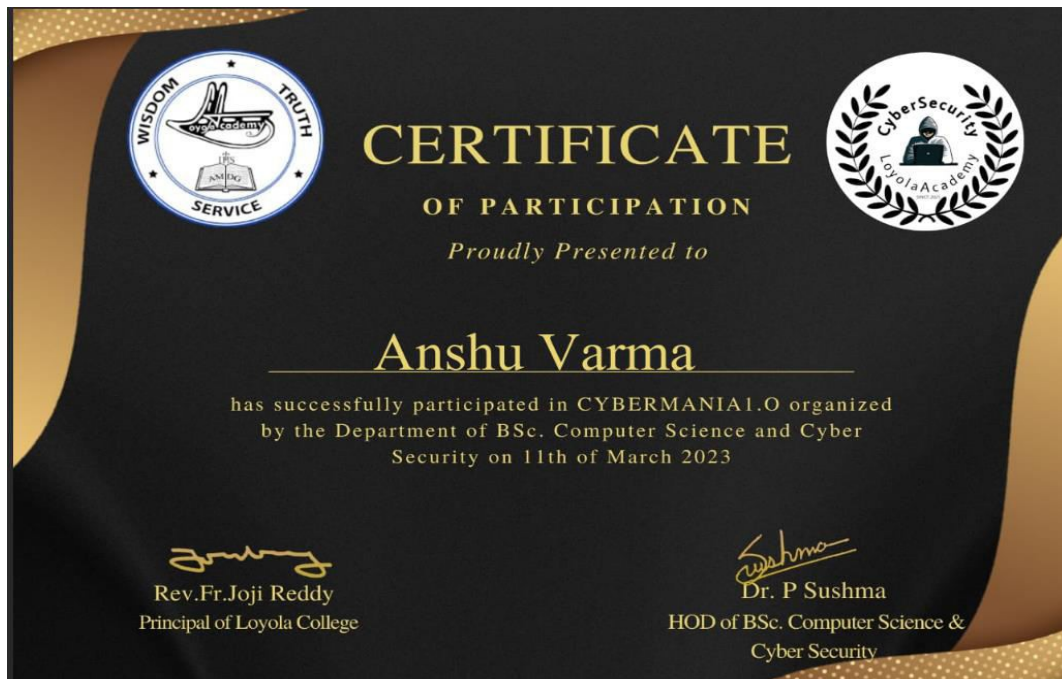 WISDOM
TRUTH
SERVICE
Loyola Academy
IHS
AMDG
CyberSecurity
LoyolaAcademy
CERTIFICATE
OF PARTICIPATION
Proudly Presented to
Anshu Varma
has successfully participated in CYBERMANIA1.O organized
by the Department of BSc. Computer Science and Cyber
Security on 11th of March 2023
Rev.Fr.Joji Reddy
Principal of Loyola College
Sushma
Dr. P Sushma
HOD of BSc. Computer Science &
Cyber Security